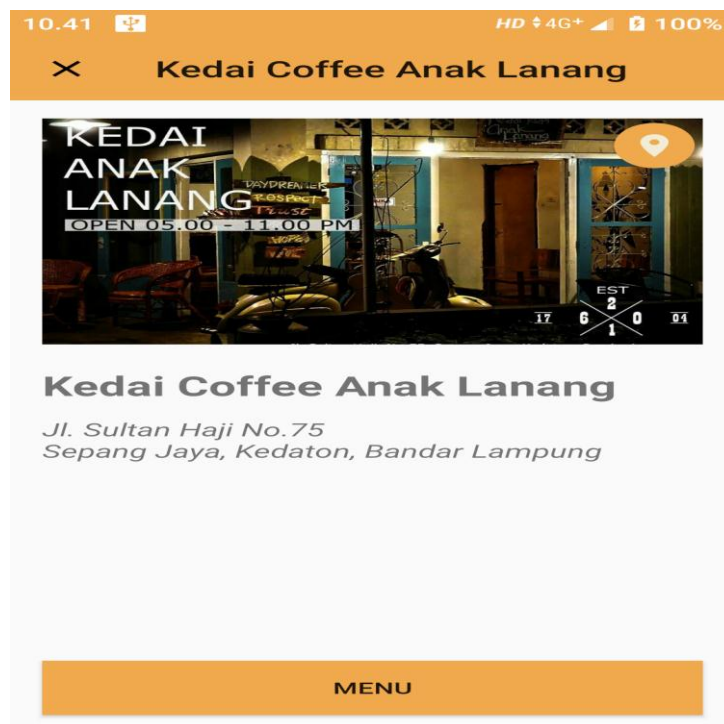 10.41 HD 4G+ 100%
Kedai Coffee Anak Lanang
KEDAI
ANAK
LANANG
OPEN 05.00 - 11.00 PM
DAYDREAMER
RESPECT
TRUST
HOPE
EST
2
17 6 0 04
1
Kedai Coffee Anak Lanang
Jl. Sultan Haji No.75
Sepang Jaya, Kedaton, Bandar Lampung
MENU